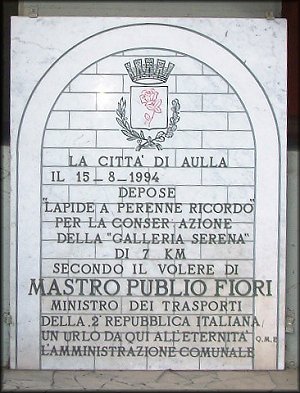 LA CITTA' DI AULLA
IL 15-8-1994
DEPOSE
"LAPIDE A PERENNE RICORDO"
PER LA CONSERVAZIONE
DELLA "GALLERIA SERENA"
DI 7 KM
SECONDO IL VOLERE DI
MASTRO PUBLIO FIORI
MINISTRO DEI TRASPORTI
DELLA 2ª REPUBBLICA ITALIANA
UN URLO DA QUI ALL'ETERNITA
Q.M.P.
L'AMMINISTRAZIONE COMUNALE